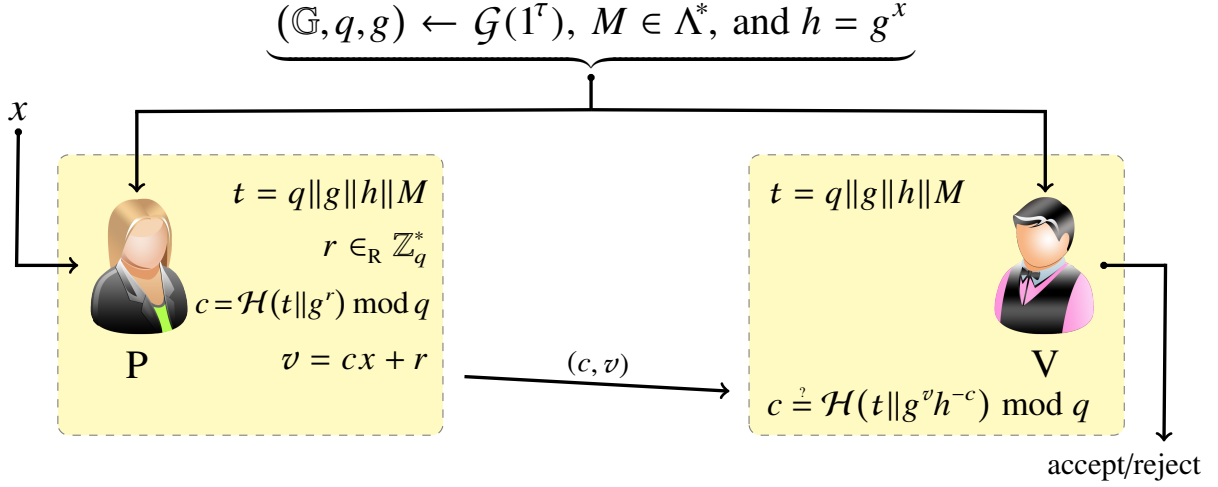 (𝔾, q, g) ← 𝒢(1^τ), M ∈ Λ*, and h = g^x
x
t = q‖g‖h‖M
r ∈_R ℤ*_q
c = ℋ(t‖g^r) mod q
v = cx + r
P
(c, v)
t = q‖g‖h‖M
V
c ≟ ℋ(t‖g^v h^{-c}) mod q
accept/reject